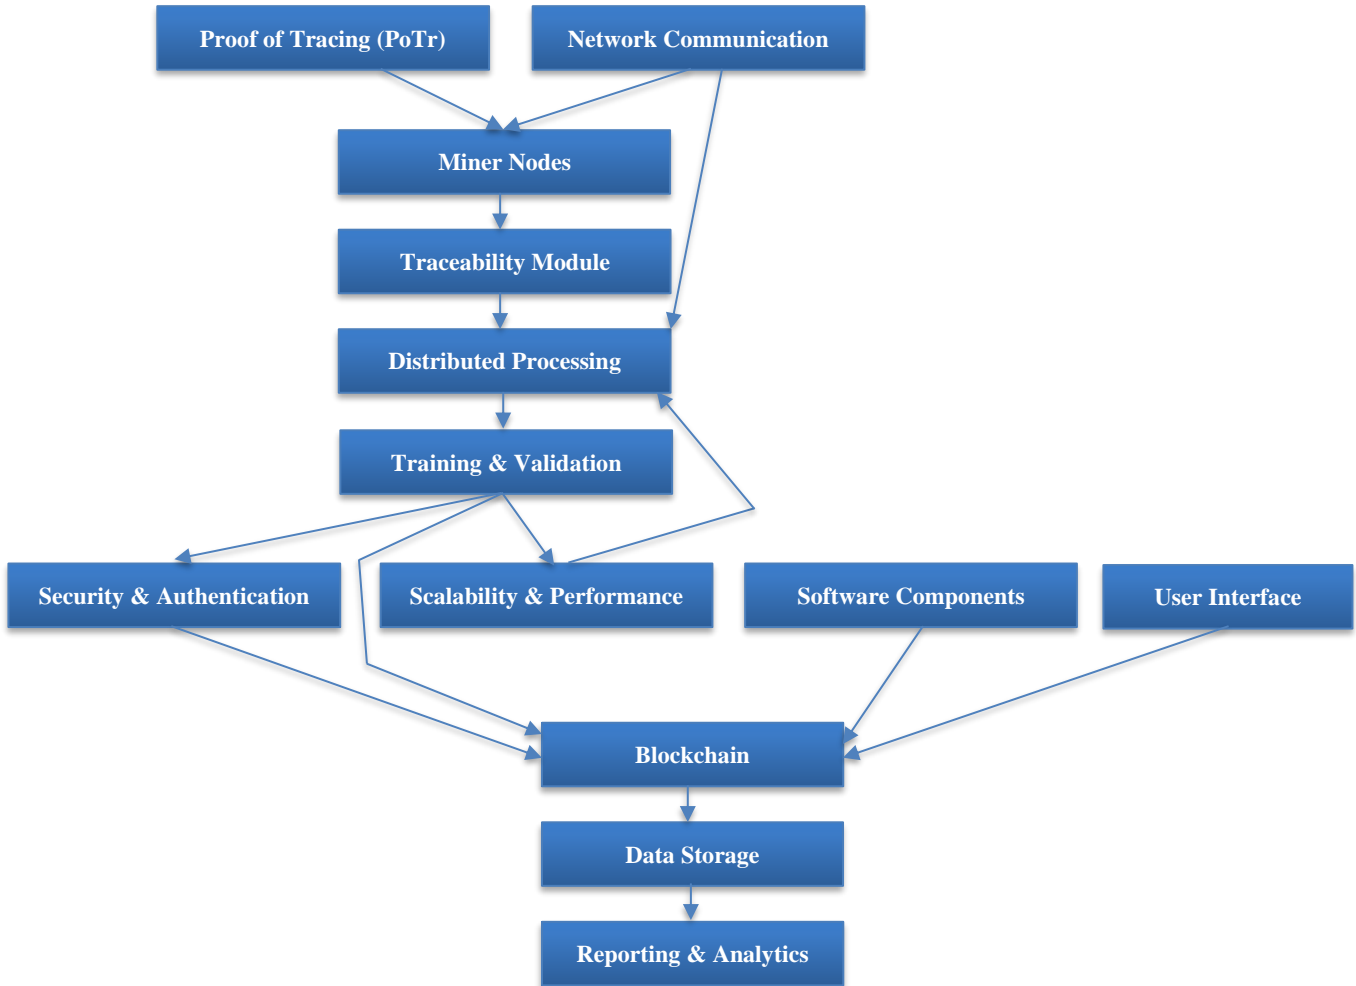 Proof of Tracing (PoTr)
Network Communication
Miner Nodes
Traceability Module
Distributed Processing
Training & Validation
Security & Authentication
Scalability & Performance
Software Components
User Interface
Blockchain
Data Storage
Reporting & Analytics